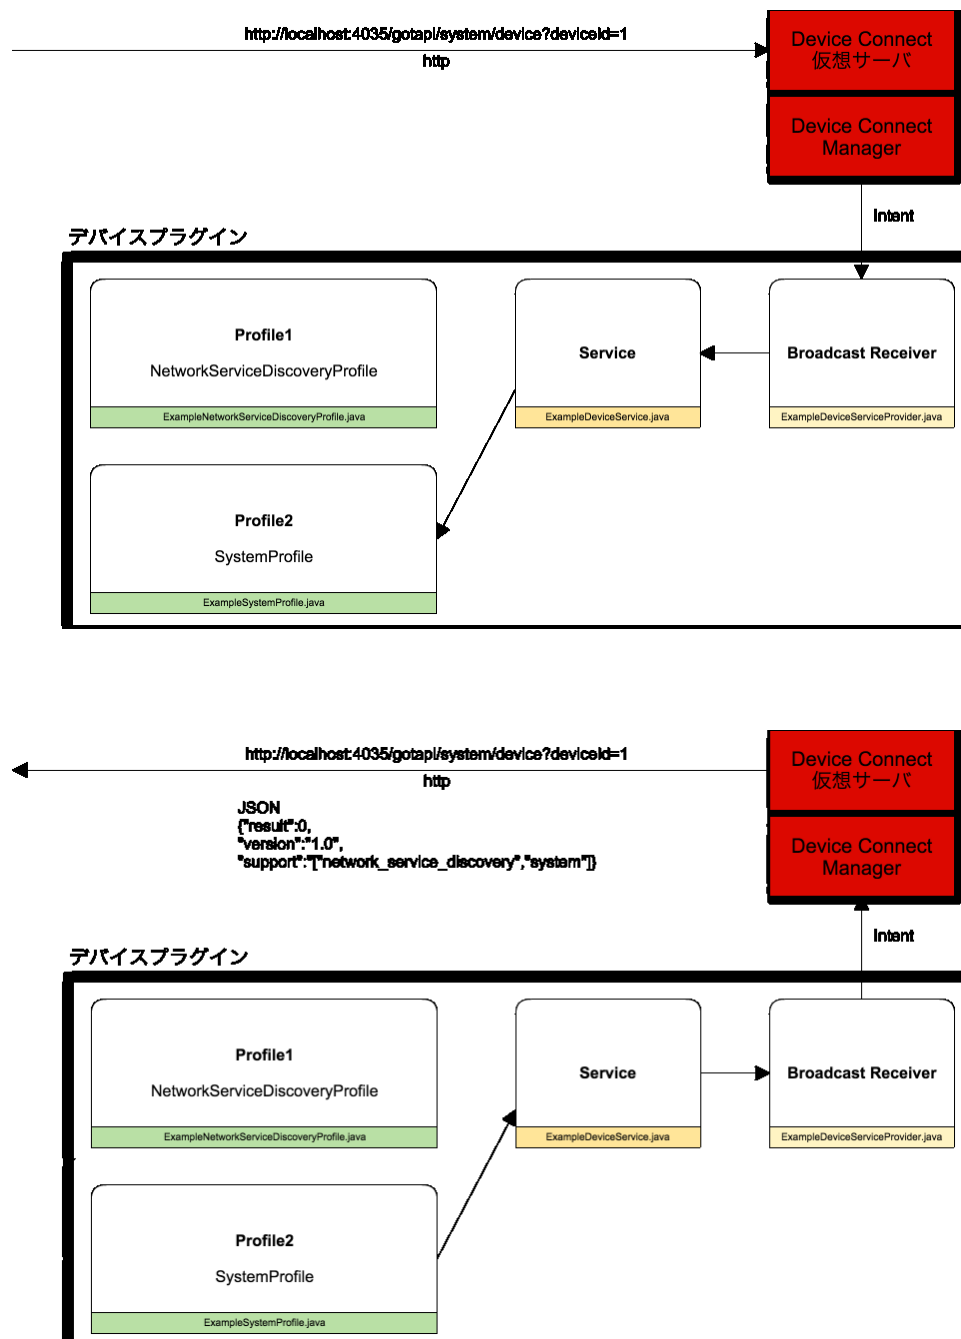 http://localhost:4035/gotapi/system/device?deviceId=1
http
Device Connect
仮想サーバ
Device Connect
Manager
Intent
デバイスプラグイン
Profile1
NetworkServiceDiscoveryProfile
ExampleNetworkServiceDiscoveryProfile.java
Service
ExampleDeviceService.java
Broadcast Receiver
ExampleDeviceServiceProvider.java
Profile2
SystemProfile
ExampleSystemProfile.java
http://localhost:4035/gotapi/system/device?deviceId=1
http
JSON
{"result":0,
"version":"1.0",
"support":"["network_service_discovery","system"]}
Device Connect
仮想サーバ
Device Connect
Manager
Intent
デバイスプラグイン
Profile1
NetworkServiceDiscoveryProfile
ExampleNetworkServiceDiscoveryProfile.java
Service
ExampleDeviceService.java
Broadcast Receiver
ExampleDeviceServiceProvider.java
Profile2
SystemProfile
ExampleSystemProfile.java